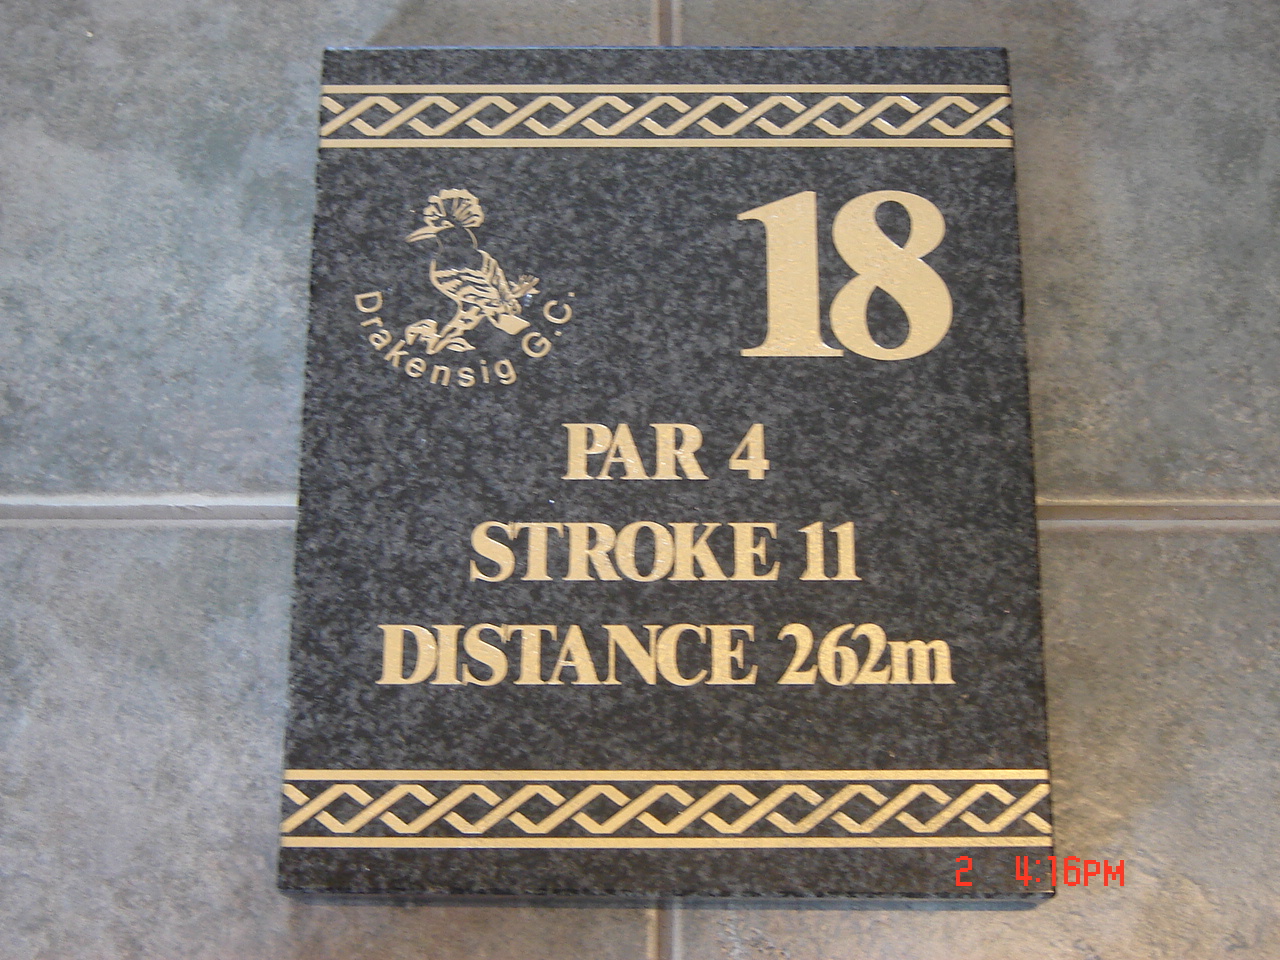 18
Drakensig G.C.
PAR 4
STROKE 11
DISTANCE 262m
2 4:16PM